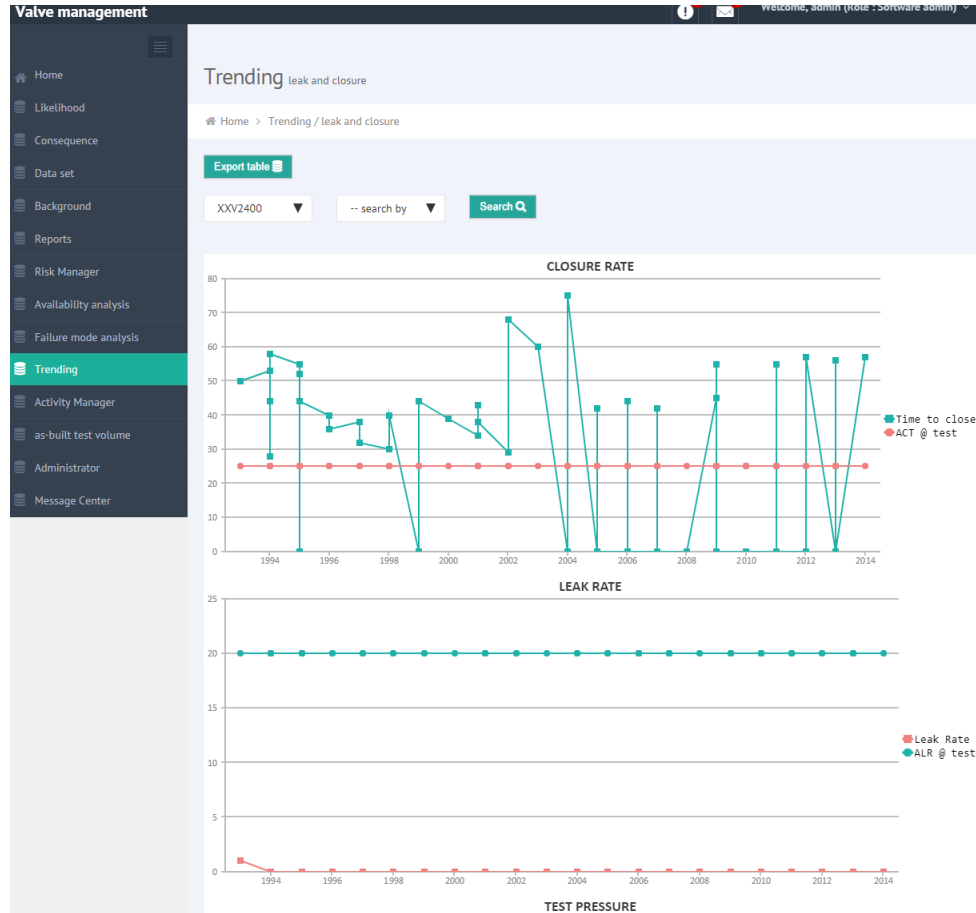 Valve management
Welcome, admin (Role : Software admin)
Home
Likelihood
Consequence
Data set
Background
Reports
Risk Manager
Availability analysis
Failure mode analysis
Trending
Activity Manager
as-built test volume
Administrator
Message Center
Trending leak and closure
Home > Trending / leak and closure
Export table
XXV2400 -- search by Search
CLOSURE RATE
80
70
60
50
40
30
20
10
0
1994 1996 1998 2000 2002 2004 2006 2008 2010 2012 2014
Time to close
ACT @ test
LEAK RATE
25
20
15
10
5
0
1994 1996 1998 2000 2002 2004 2006 2008 2010 2012 2014
Leak Rate
ALR @ test
TEST PRESSURE